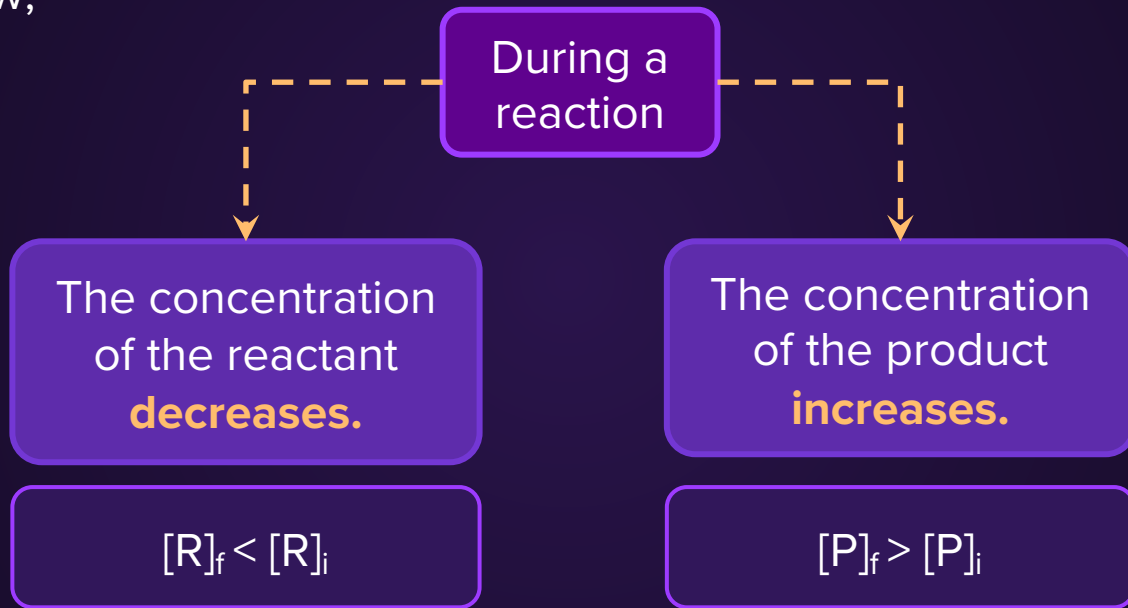 During a
reaction
The concentration
of the reactant
decreases.
The concentration
of the product
increases.
[R]f < [R]i
[P]f > [P]i